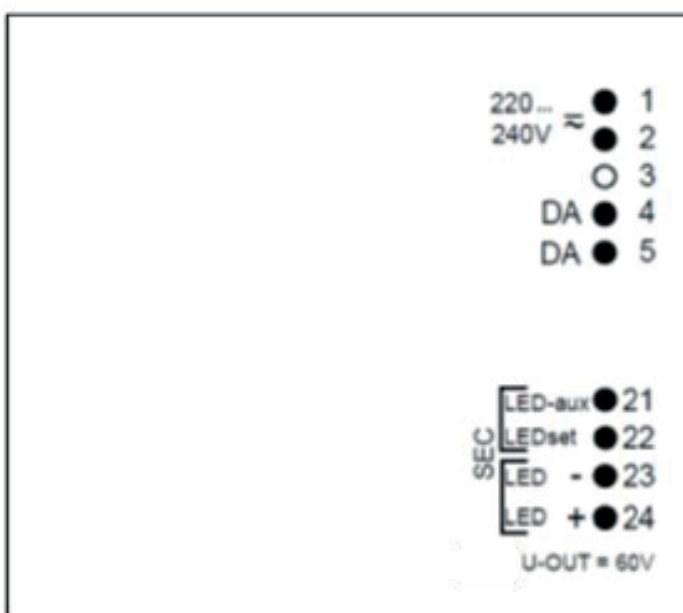 220... ≂ 1
240V 2
3
DA 4
DA 5
LED-aux 21
LEDset 22
LED - 23
LED + 24
SEC
U-OUT = 60V